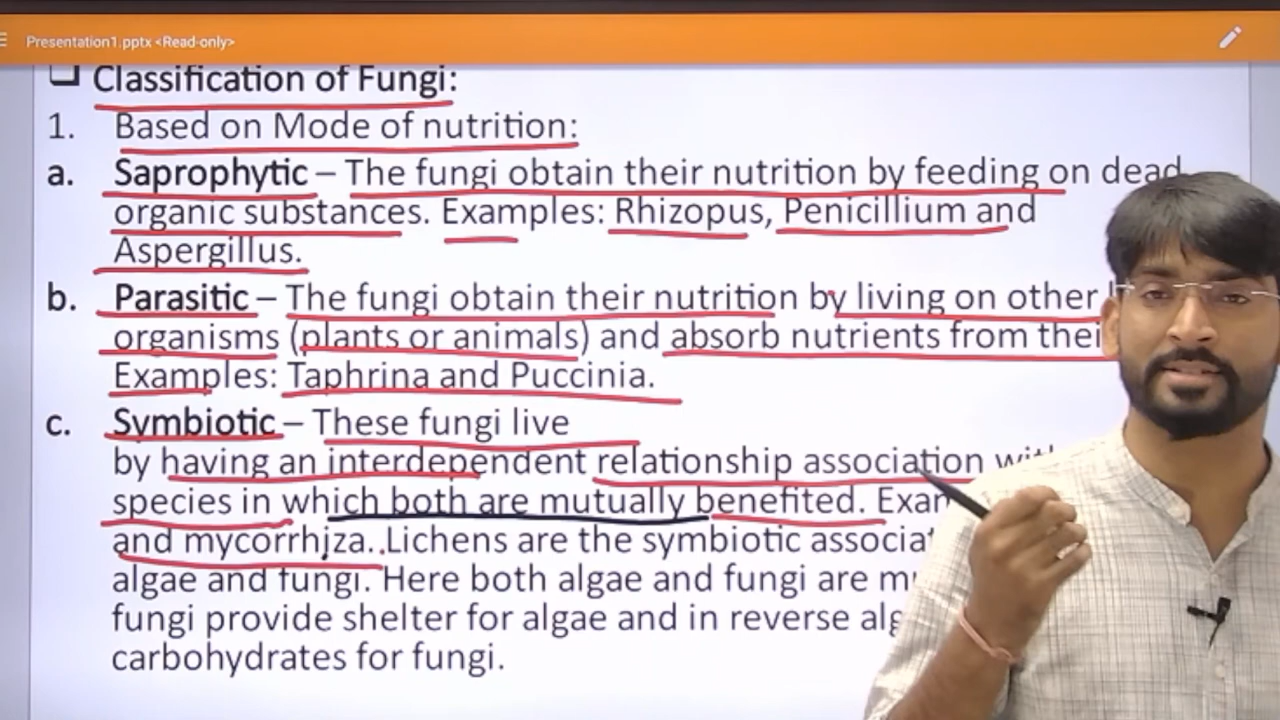 Presentation1.pptx <Read-only>
Classification of Fungi:
1. Based on Mode of nutrition:
a. Saprophytic – The fungi obtain their nutrition by feeding on dead
organic substances. Examples: Rhizopus, Penicillium and
Aspergillus.
b. Parasitic – The fungi obtain their nutrition by living on other
organisms (plants or animals) and absorb nutrients from
Examples: Taphrina and Puccinia.
c. Symbiotic – These fungi live
by having an interdependent relationship association
species in which both are mutually benefited.
and mycorrhiza. .Lichens are the symbiotic
algae and fungi. Here both algae and fungi are
fungi provide shelter for algae and in reverse
carbohydrates for fungi.